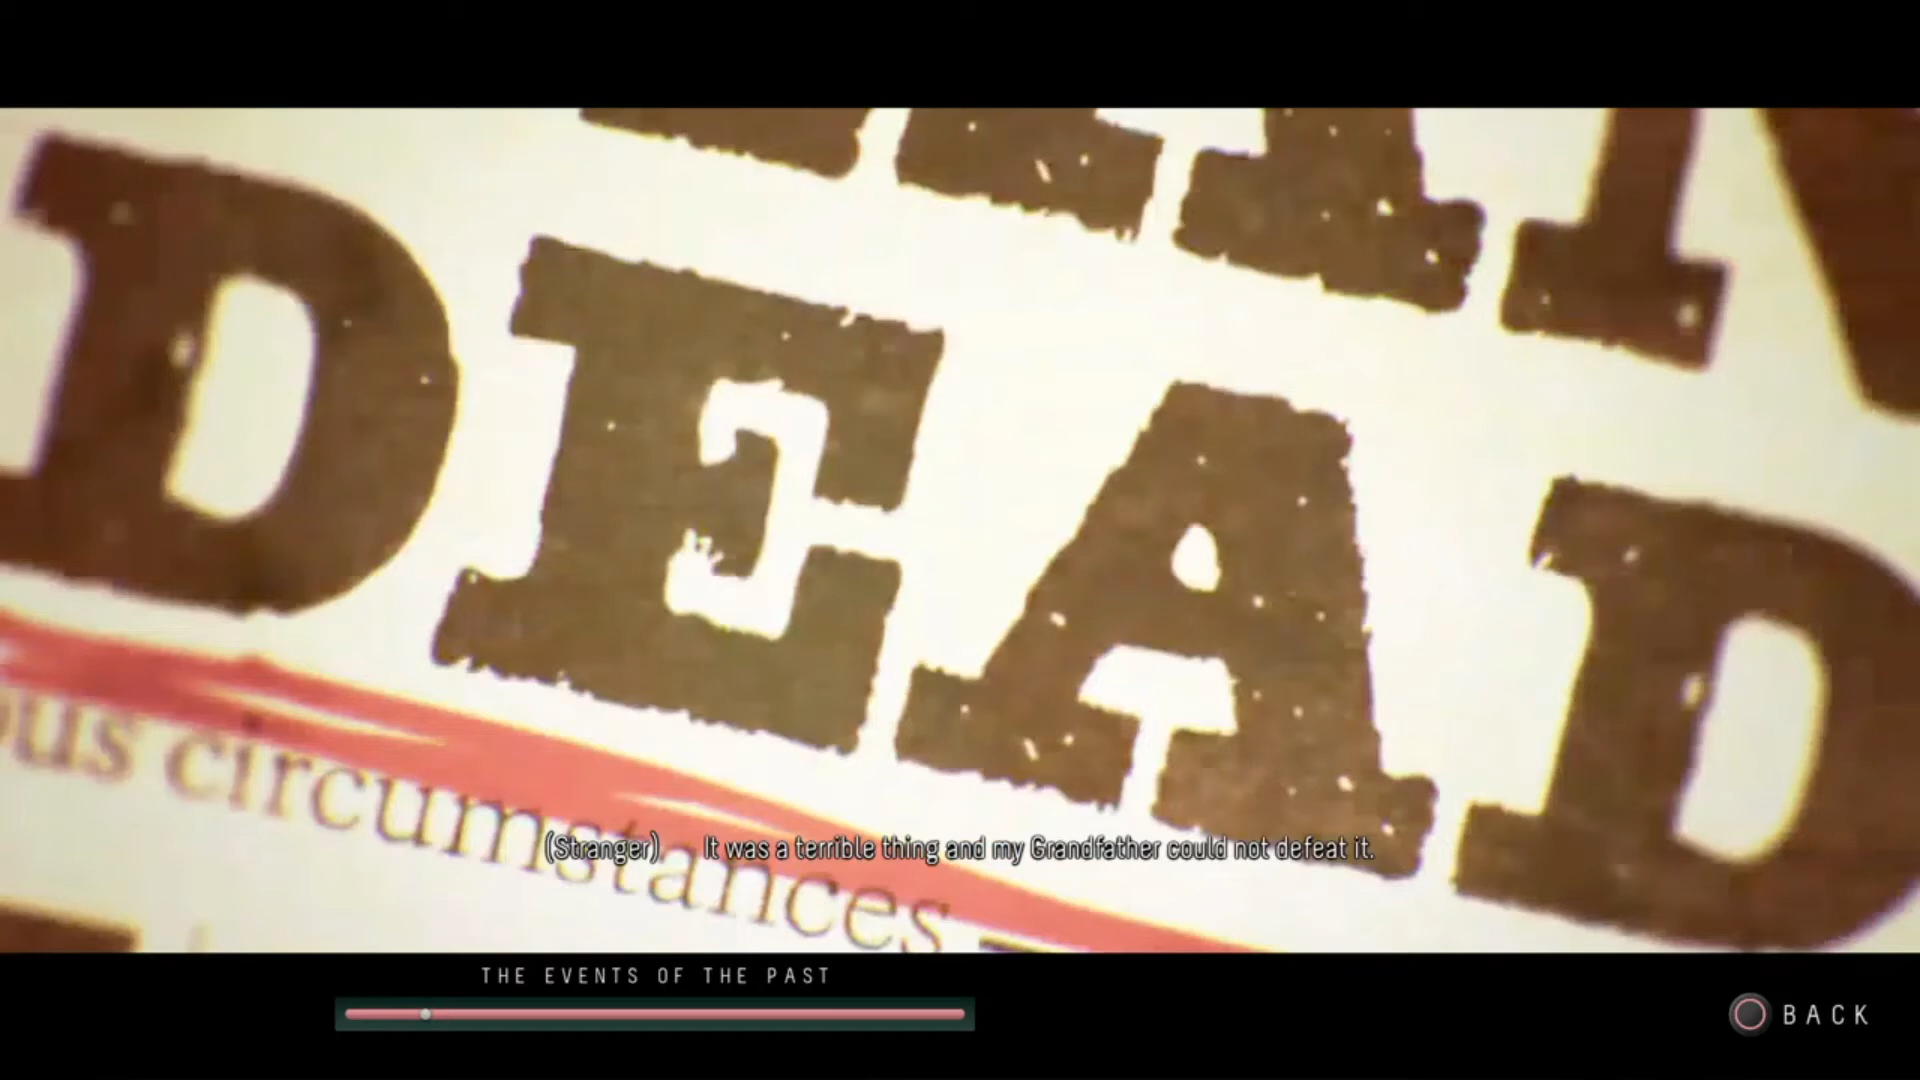 DEAD
ous circumstances
(Stranger) It was a terrible thing and my Grandfather could not defeat it.
THE EVENTS OF THE PAST
BACK